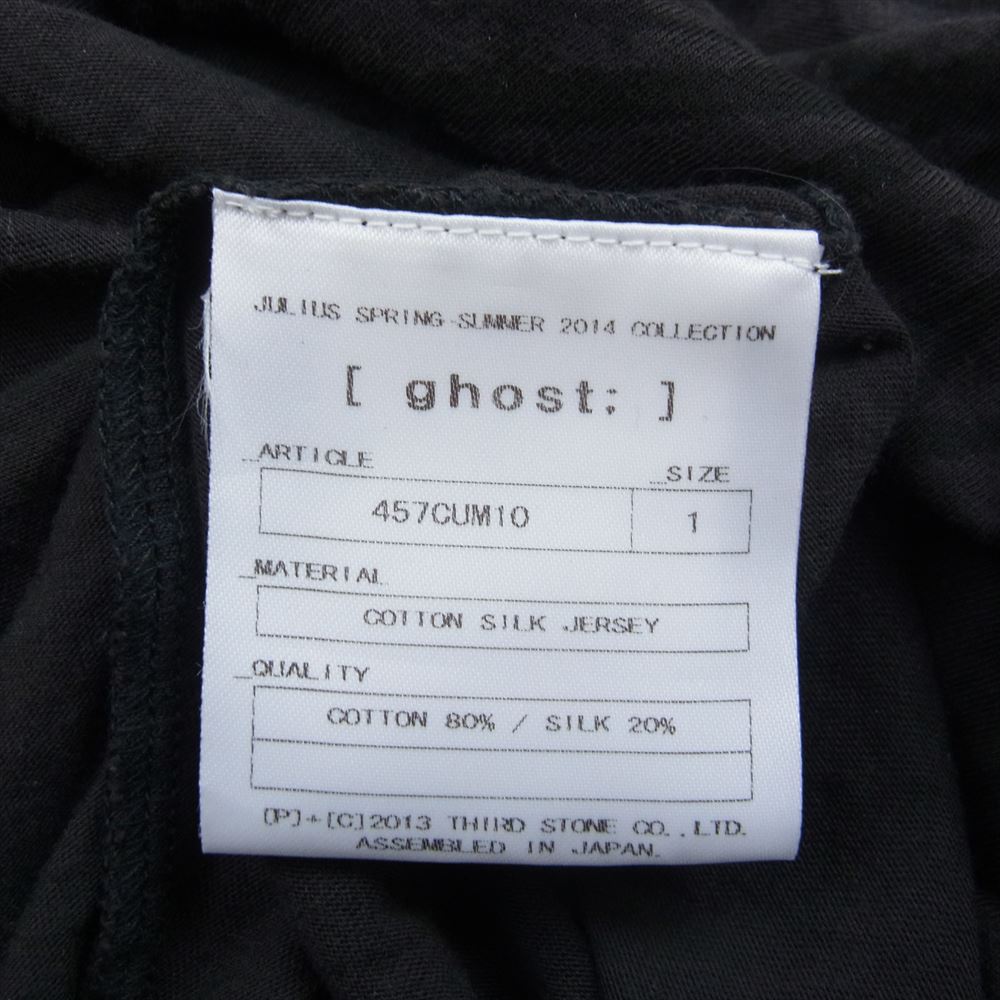 JULIUS SPRING-SUMMER 2014 COLLECTION
[ ghost: ]
_ARTICLE _SIZE
457CUM10 1
_MATERIAL
COTTON SILK JERSEY
_QUALITY
COTTON 80% / SILK 20%
[P]+[C]2013 THIRD STONE CO.,LTD.
ASSEMBLED IN JAPAN.